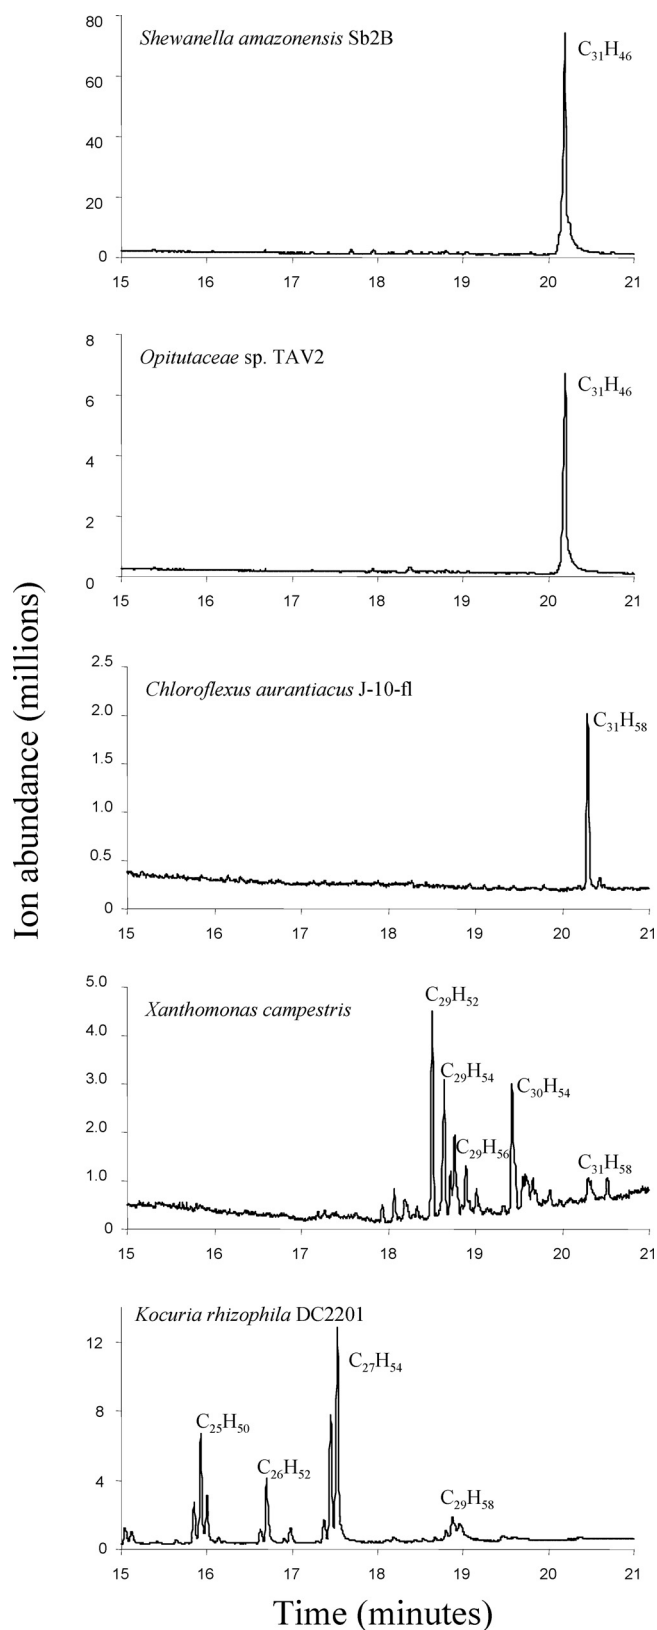 Ion abundance (millions)
Shewanella amazonensis Sb2B
C31H46
80
60
40
20
0
15 16 17 18 19 20 21
Opitutaceae sp. TAV2
C31H46
8
6
4
2
0
15 16 17 18 19 20 21
Chloroflexus aurantiacus J-10-fl
C31H58
2.5
2.0
1.5
1.0
0.5
0
15 16 17 18 19 20 21
Xanthomonas campestris
C29H52
C29H54
C30H54
C29H56
C31H58
5.0
4.0
3.0
2.0
1.0
0
15 16 17 18 19 20 21
Kocuria rhizophila DC2201
C27H54
C25H50
C26H52
C29H58
12
8
4
0
15 16 17 18 19 20 21
Time (minutes)